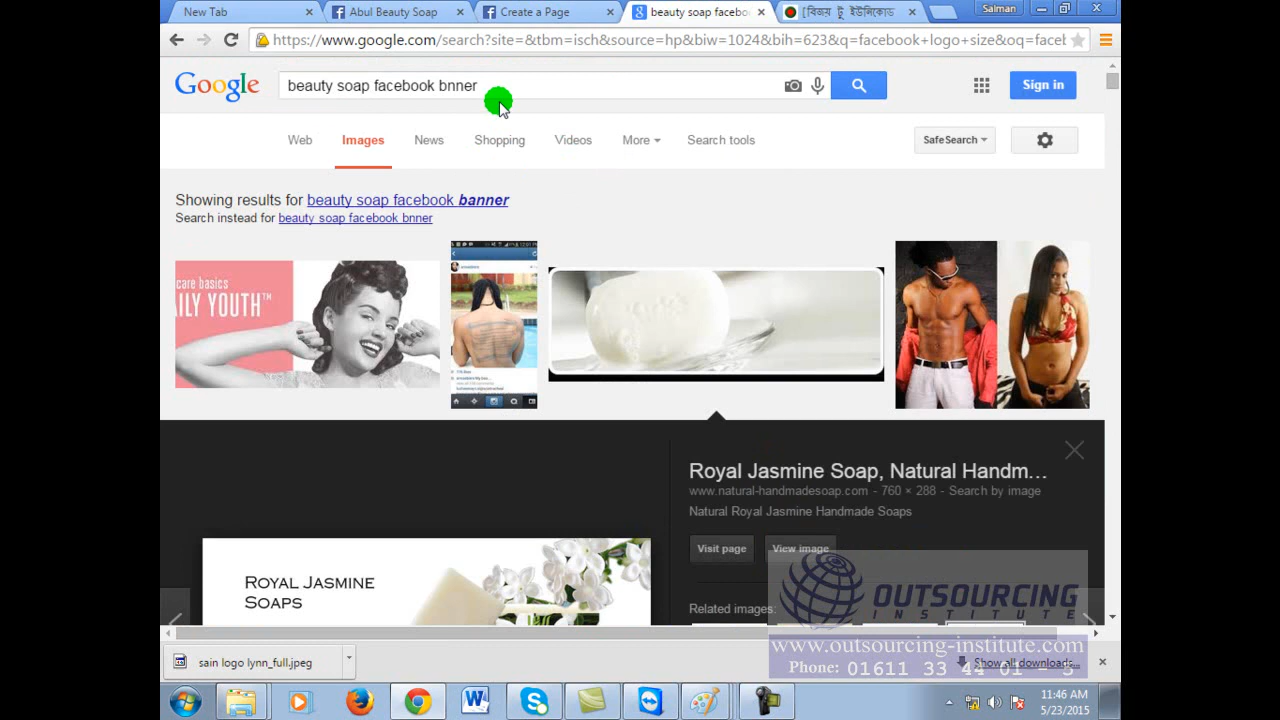 New Tab
Abul Beauty Soap
Create a Page
beauty soap facebo
[বিজয় টু ইউনিকোড
Salman
https://www.google.com/search?site=&tbm=isch&source=hp&biw=1024&bih=623&q=facebook+logo+size&oq=facel
Google
beauty soap facebook bnner
Sign in
Web
Images
News
Shopping
Videos
More
Search tools
SafeSearch
Showing results for beauty soap facebook banner
Search instead for beauty soap facebook bnner
care basics
AILY YOUTH™
Royal Jasmine Soap, Natural Handm...
www.natural-handmadesoap.com - 760 × 288 - Search by image
Natural Royal Jasmine Handmade Soaps
Visit page
View image
ROYAL JASMINE
SOAPS
Related images:
OUTSOURCING
INSTITUTE
www.outsourcing-institute.com
Phone: 01611 33 44 01 - 3
sain logo lynn_full.jpeg
Show all downloads...
11:46 AM
5/23/2015